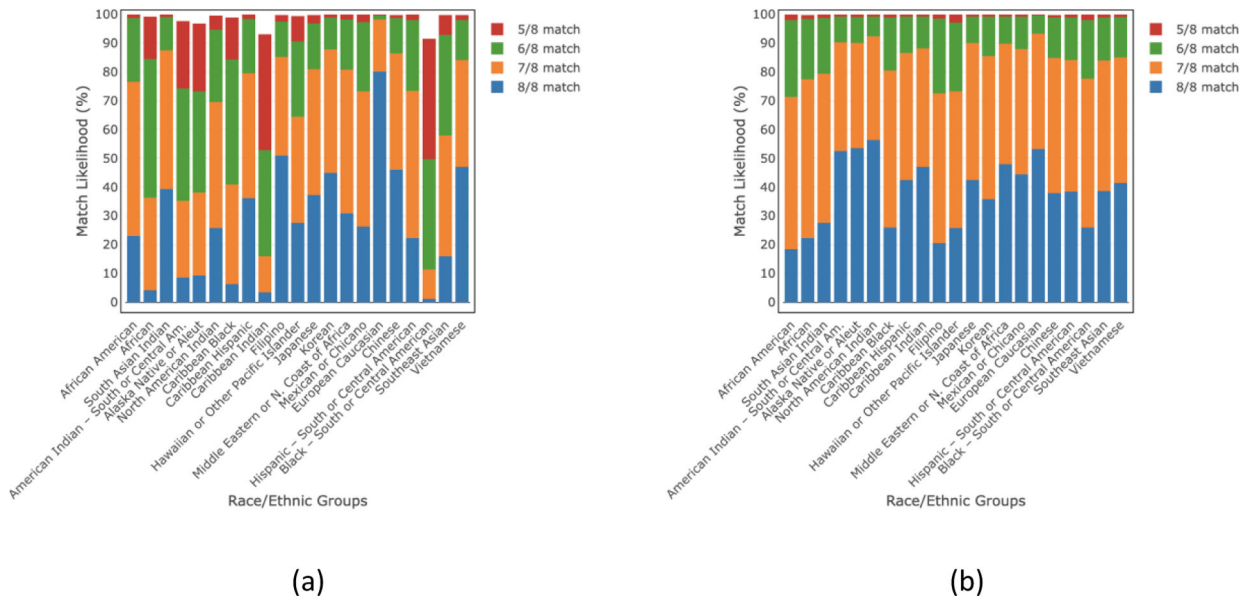 100
90
80
70
60
50
40
30
20
10
0
Match Likelihood (%)
5/8 match
6/8 match
7/8 match
8/8 match
African American
African
South Asian Indian
American Indian – South or Central Am.
Alaska Native or Aleut
North American Indian
Caribbean Black
Caribbean Hispanic
Caribbean Indian
Filipino
Hawaiian or Other Pacific Islander
Japanese
Korean
Middle Eastern or N. Coast of Africa
Mexican or Chicano
European Caucasian
Chinese
Hispanic – South or Central American
Black – South or Central American
Southeast Asian
Vietnamese
Race/Ethnic Groups
(a)
100
90
80
70
60
50
40
30
20
10
0
Match Likelihood (%)
5/8 match
6/8 match
7/8 match
8/8 match
African American
African
South Asian Indian
American Indian – South or Central Am.
Alaska Native or Aleut
North American Indian
Caribbean Black
Caribbean Hispanic
Caribbean Indian
Filipino
Hawaiian or Other Pacific Islander
Japanese
Korean
Middle Eastern or N. Coast of Africa
Mexican or Chicano
European Caucasian
Chinese
Hispanic – South or Central American
Black – South or Central American
Southeast Asian
Vietnamese
Race/Ethnic Groups
(b)